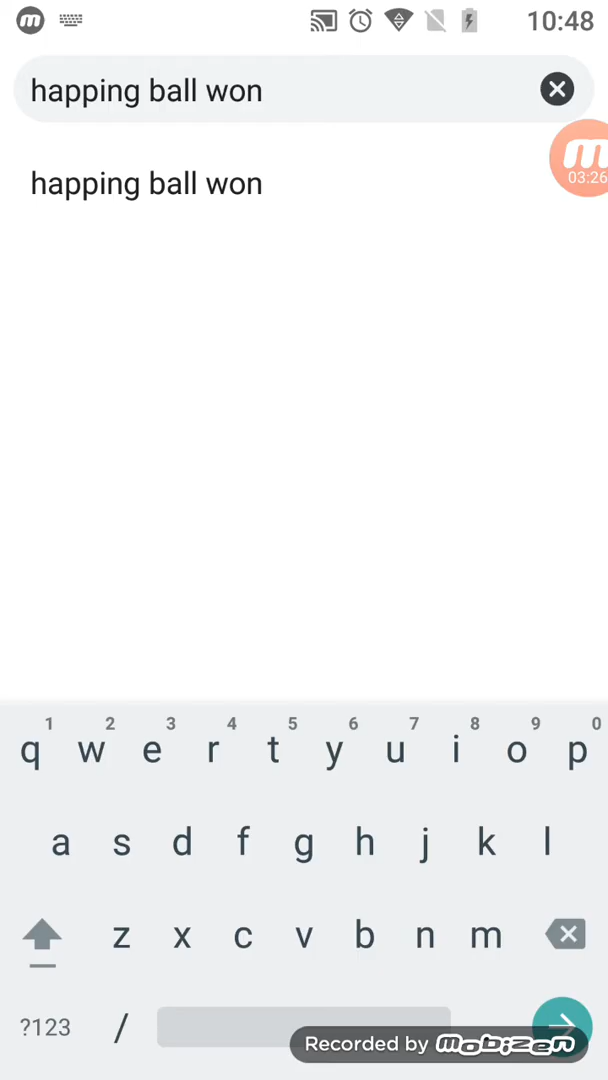 m
10:48
happing ball won
m
03:26
happing ball won
1 2 3 4 5 6 7 8 9 0
q w e r t y u i o p
a s d f g h j k l
z x c v b n m
?123 /
Recorded by mobizen